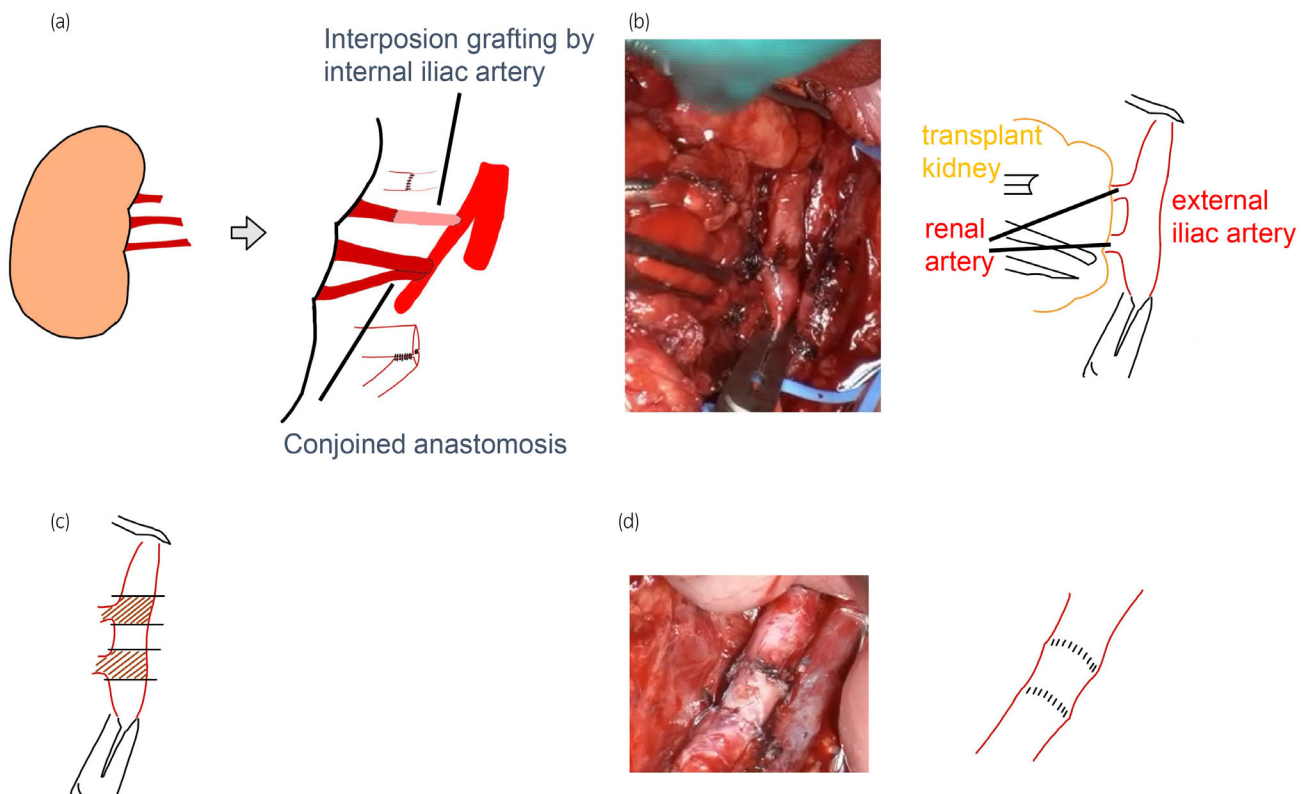 (a)
Interposion grafting by
internal iliac artery
Conjoined anastomosis
(b)
transplant
kidney
renal
artery
external
iliac artery
(c)
(d)